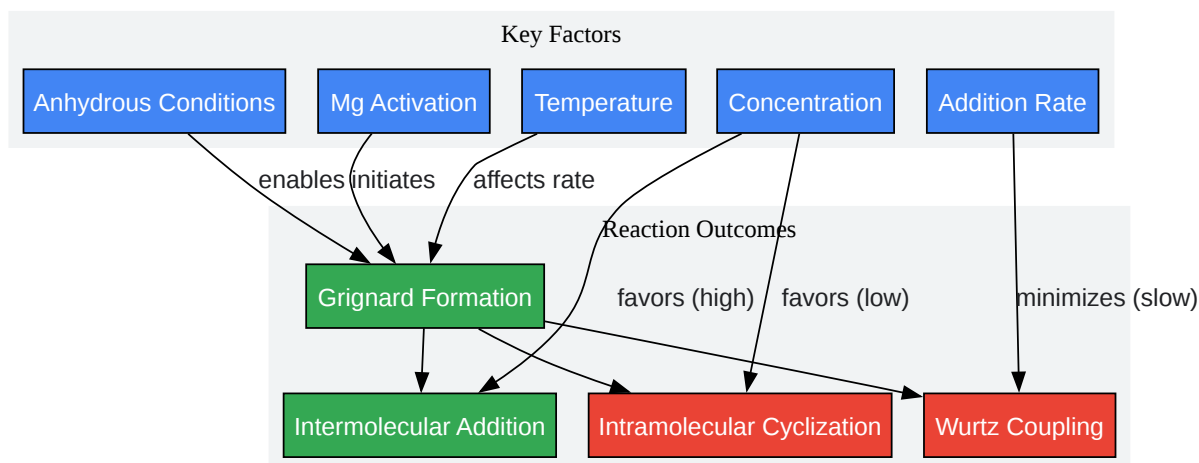 Key Factors
Anhydrous Conditions
Mg Activation
Temperature
Concentration
Addition Rate
enables
initiates
affects rate
Reaction Outcomes
Grignard Formation
favors (high)
favors (low)
minimizes (slow)
Intermolecular Addition
Intramolecular Cyclization
Wurtz Coupling